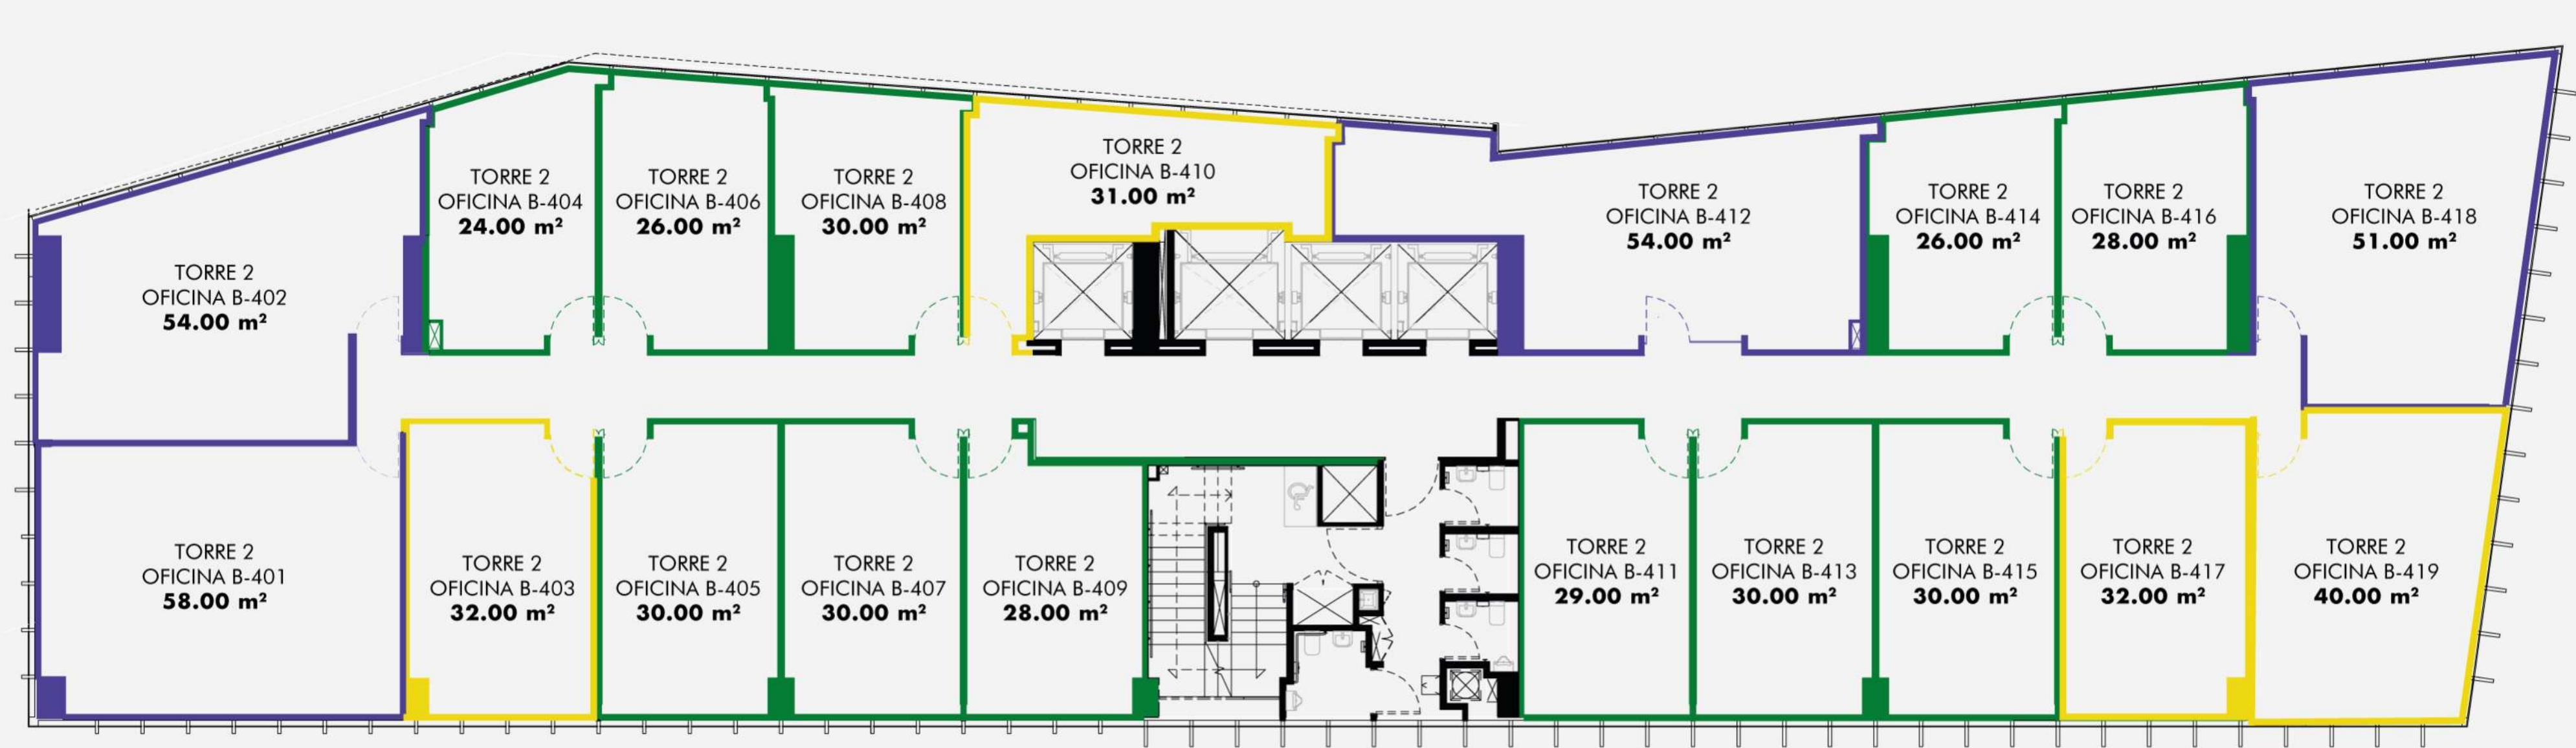 TORRE 2
OFICINA B-402
54.00 m²
TORRE 2
OFICINA B-404
24.00 m²
TORRE 2
OFICINA B-406
26.00 m²
TORRE 2
OFICINA B-408
30.00 m²
TORRE 2
OFICINA B-410
31.00 m²
TORRE 2
OFICINA B-412
54.00 m²
TORRE 2
OFICINA B-414
26.00 m²
TORRE 2
OFICINA B-416
28.00 m²
TORRE 2
OFICINA B-418
51.00 m²
TORRE 2
OFICINA B-401
58.00 m²
TORRE 2
OFICINA B-403
32.00 m²
TORRE 2
OFICINA B-405
30.00 m²
TORRE 2
OFICINA B-407
30.00 m²
TORRE 2
OFICINA B-409
28.00 m²
TORRE 2
OFICINA B-411
29.00 m²
TORRE 2
OFICINA B-413
30.00 m²
TORRE 2
OFICINA B-415
30.00 m²
TORRE 2
OFICINA B-417
32.00 m²
TORRE 2
OFICINA B-419
40.00 m²